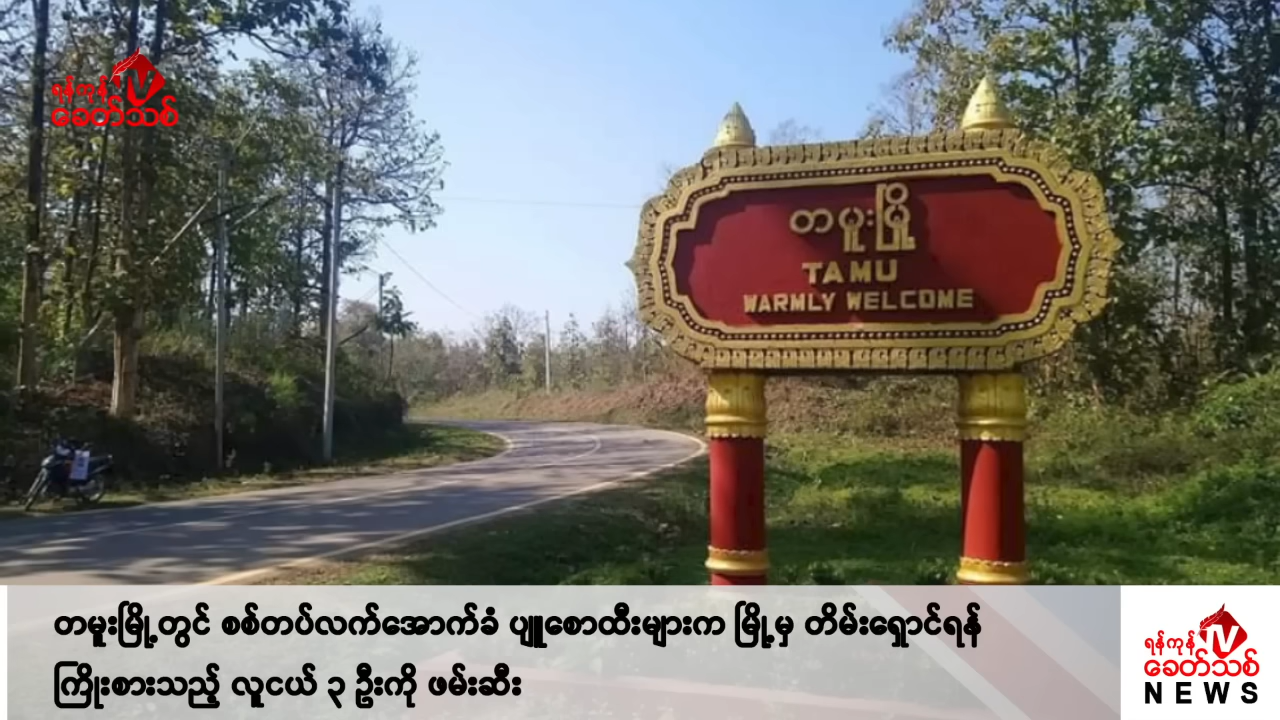 ရန်ကုန်
ခေတ်သစ်
TV
တမူးမြို့
TAMU
WARMLY WELCOME
တမူးမြို့တွင် စစ်တပ်လက်အောက်ခံ ပျူစောထီးများက မြို့မှ တိမ်းရှောင်ရန်
ကြိုးစားသည့် လူငယ် ၃ ဦးကို ဖမ်းဆီး
ရန်ကုန်
TV
ခေတ်သစ်
NEWS